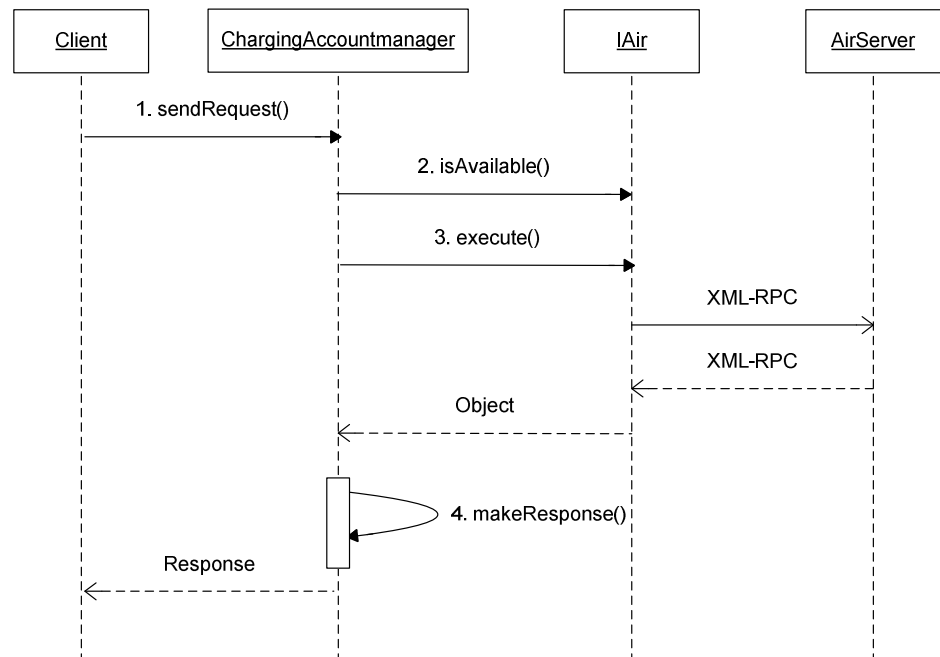 Client
ChargingAccountmanager
IAir
AirServer
1. sendRequest()
2. isAvailable()
3. execute()
XML-RPC
XML-RPC
Object
4. makeResponse()
Response